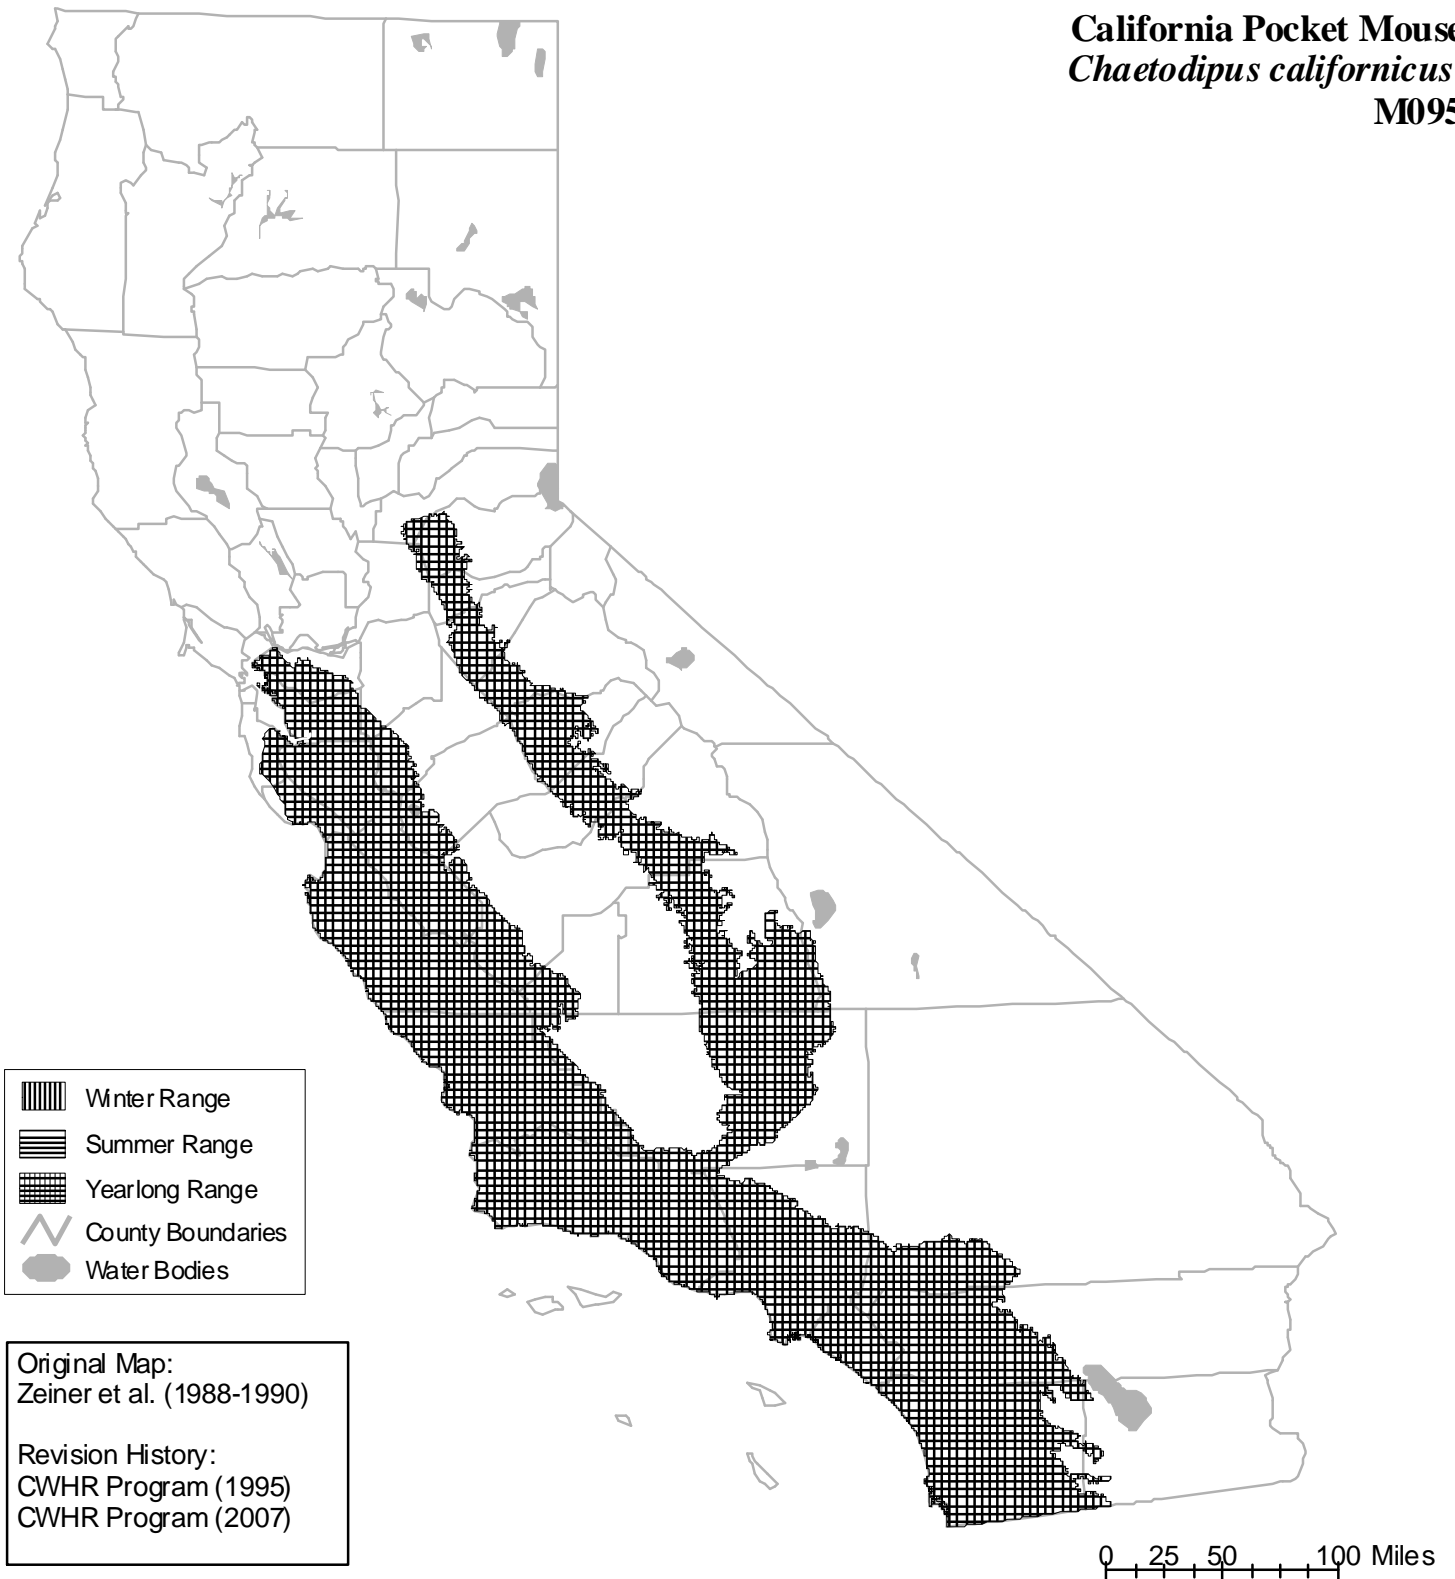 California Pocket Mouse
Chaetodipus californicus
M095
Winter Range
Summer Range
Yearlong Range
County Boundaries
Water Bodies
Original Map:
Zeiner et al. (1988-1990)
Revision History:
CWHR Program (1995)
CWHR Program (2007)
0 25 50 100 Miles